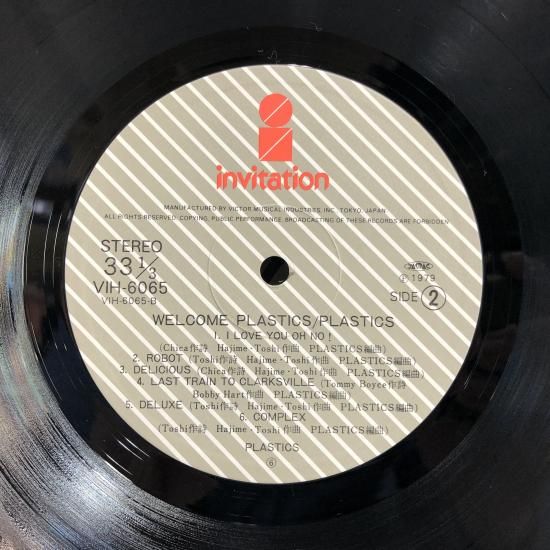 invitation
MANUFACTURED BY VICTOR MUSICAL INDUSTRIES, INC., TOKYO, JAPAN
ALL RIGHTS RESERVED. COPYING, PUBLIC PERFORMANCE, BROADCASTING OF THESE RECORDS ARE FORBIDDEN
STEREO
33 1/3
VIH-6065
VIH-6065-B
JASRAC
Ⓟ1979
SIDE 2
WELCOME PLASTICS/PLASTICS
1. I LOVE YOU OH NO!
(Chica作詩 Hajime・Toshi作曲 PLASTICS編曲)
2. ROBOT (Toshi作詩 Hajime・Toshi作曲 PLASTICS編曲)
3. DELICIOUS (Chica作詩 Hajime・Toshi作曲 PLASTICS編曲)
4. LAST TRAIN TO CLARKSVILLE (Tommy Boyce作詩
Bobby Hart作曲 PLASTICS編曲)
5. DELUXE (Toshi作詩 Hajime・Toshi作曲 PLASTICS編曲)
6. COMPLEX
(Toshi作詩 Hajime・Toshi作曲 PLASTICS編曲)
PLASTICS
⑥